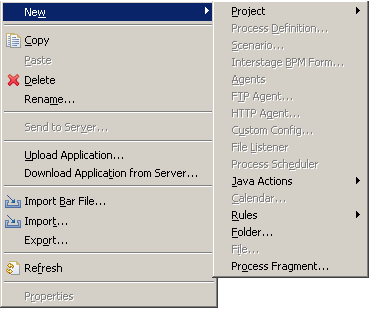 New
Copy
Paste
Delete
Rename...
Send to Server...
Upload Application...
Download Application from Server...
Import Bar File...
Import...
Export...
Refresh
Properties
Project
Process Definition...
Scenario...
Interstage BPM Form...
Agents
FTP Agent...
HTTP Agent...
Custom Config...
File Listener
Process Scheduler
Java Actions
Calendar...
Rules
Folder...
File...
Process Fragment...